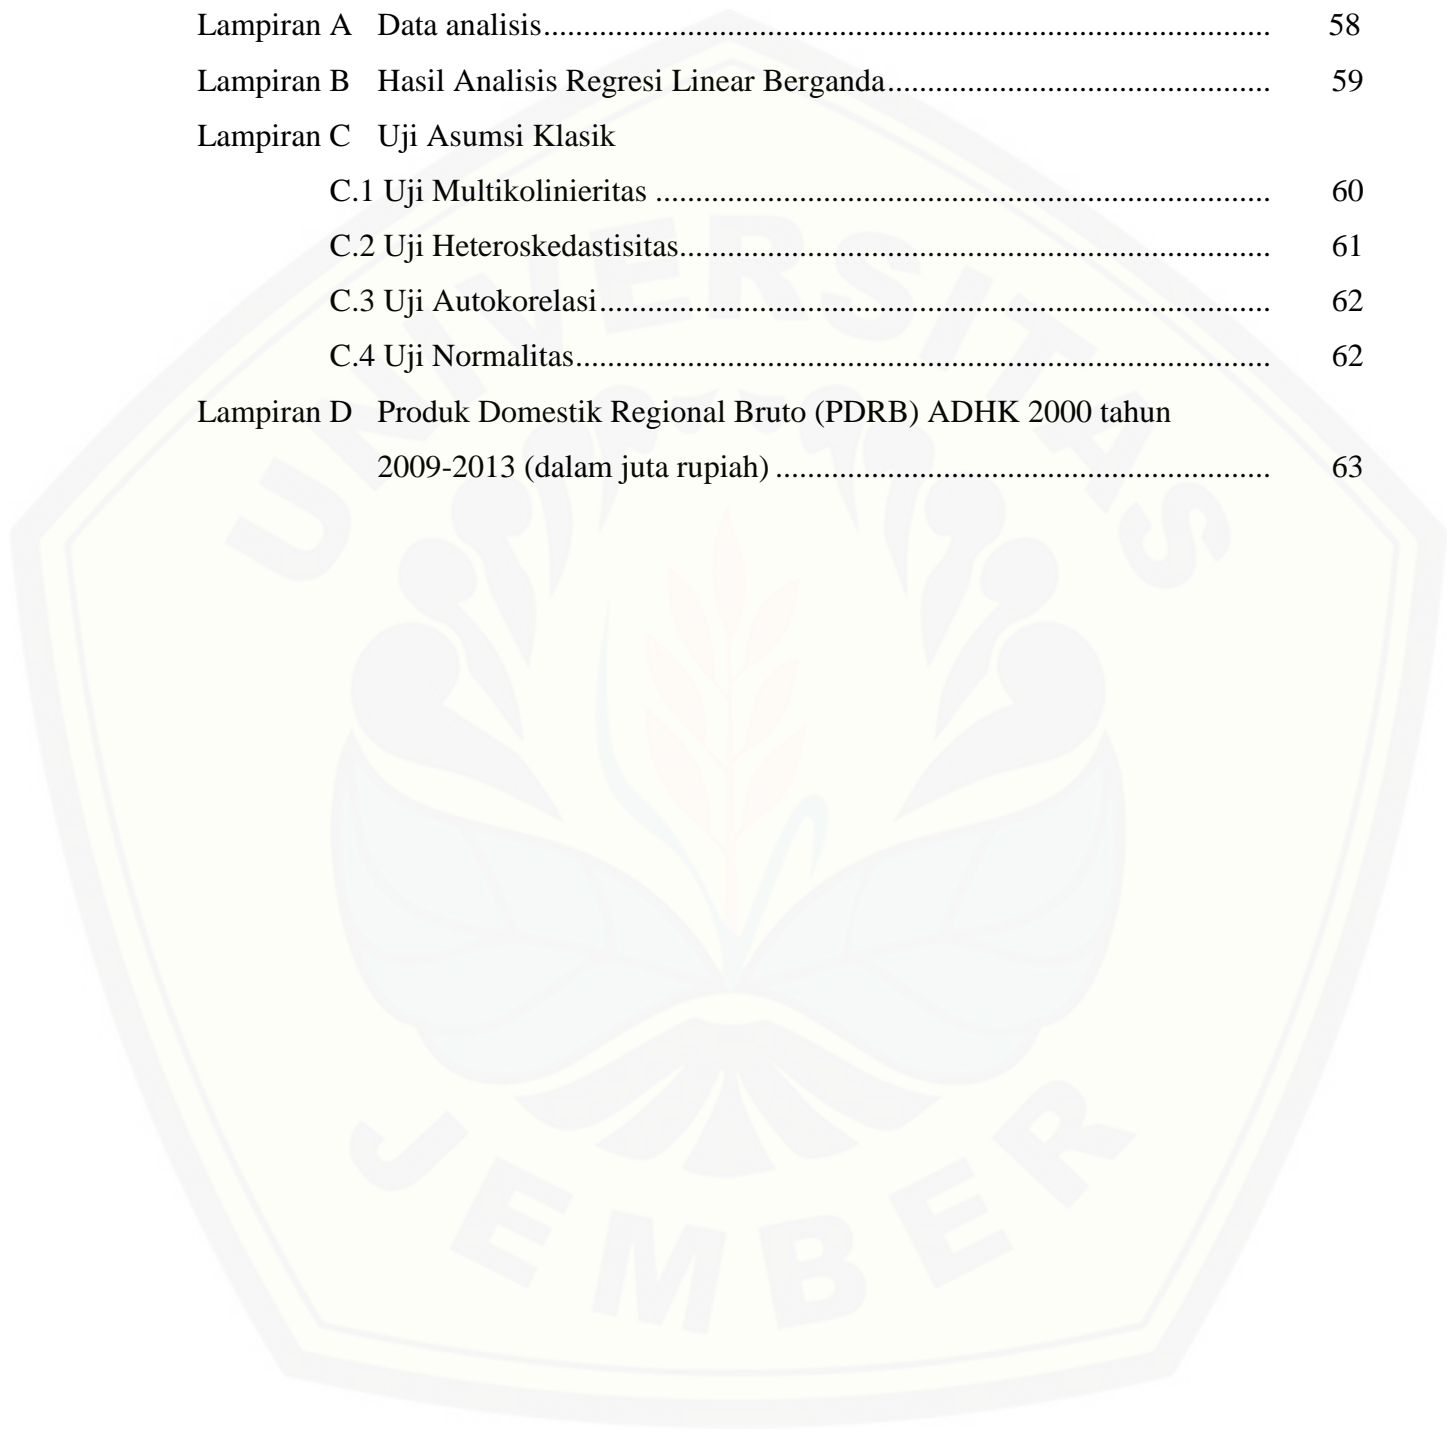 Lampiran A Data analisis........................................................................................... 58
Lampiran B Hasil Analisis Regresi Linear Berganda................................................ 59
Lampiran C Uji Asumsi Klasik
C.1 Uji Multikolinieritas ............................................................................. 60
C.2 Uji Heteroskedastisitas.......................................................................... 61
C.3 Uji Autokorelasi.................................................................................... 62
C.4 Uji Normalitas....................................................................................... 62
Lampiran D Produk Domestik Regional Bruto (PDRB) ADHK 2000 tahun
2009-2013 (dalam juta rupiah) .............................................................. 63
UNIVERSITAS
JEMBER